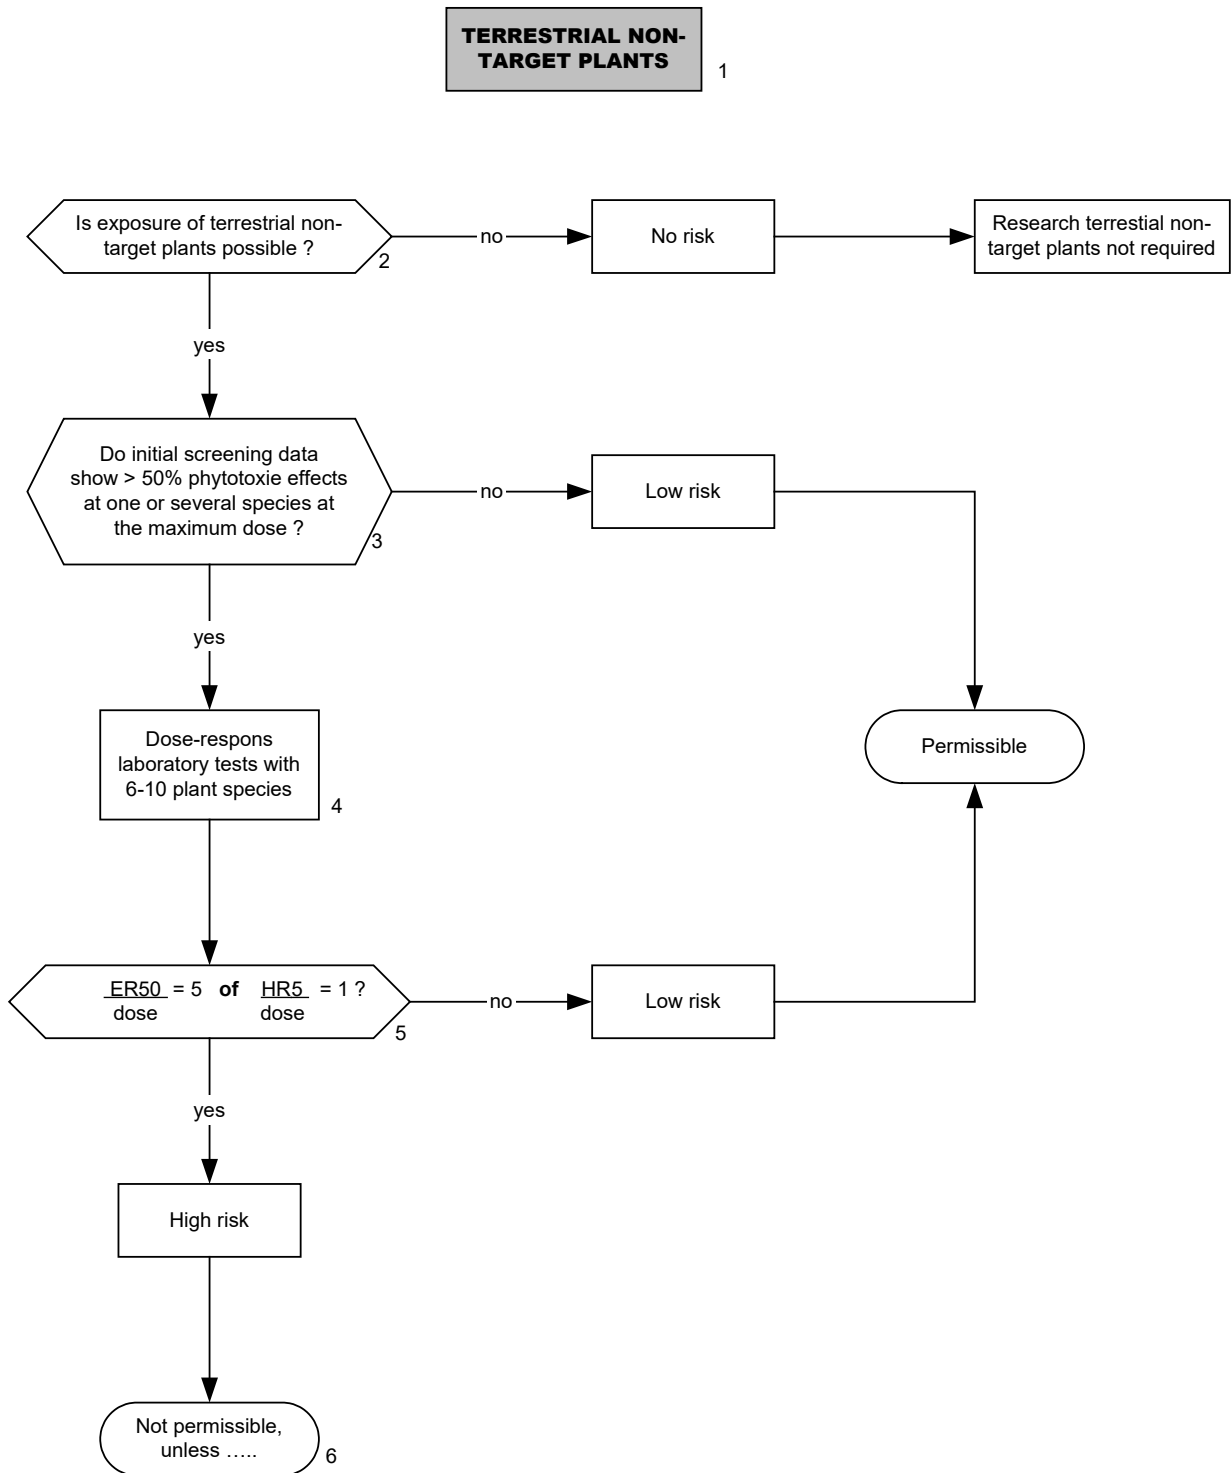 TERRESTRIAL NON-
TARGET PLANTS
1
Is exposure of terrestrial non-
target plants possible ?
2
no
No risk
Research terrestial non-
target plants not required
yes
Do initial screening data
show > 50% phytotoxie effects
at one or several species at
the maximum dose ?
3
no
Low risk
yes
Dose-respons
laboratory tests with
6-10 plant species
4
Permissible
ER50 = 5 of HR5 = 1 ?
dose dose
5
no
Low risk
yes
High risk
Not permissible,
unless …..
6